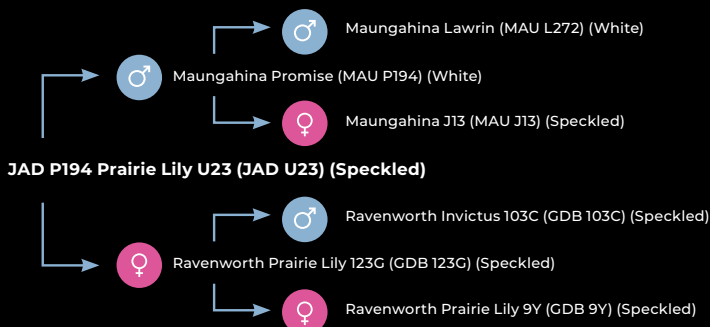 Maungahina Lawrin (MAU L272) (White)
Maungahina Promise (MAU P194) (White)
Maungahina J13 (MAU J13) (Speckled)
JAD P194 Prairie Lily U23 (JAD U23) (Speckled)
Ravenworth Invictus 103C (GDB 103C) (Speckled)
Ravenworth Prairie Lily 123G (GDB 123G) (Speckled)
Ravenworth Prairie Lily 9Y (GDB 9Y) (Speckled)